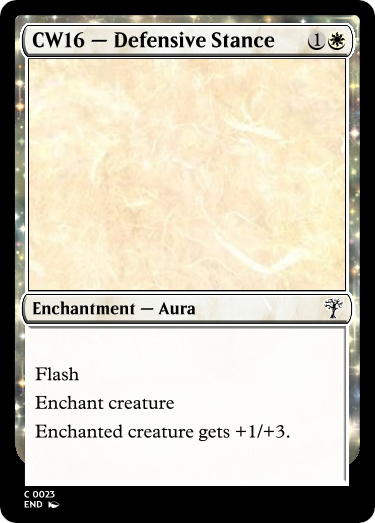 CW16 — Defensive Stance 1
Enchantment — Aura
Flash
Enchant creature
Enchanted creature gets +1/+3.
C 0023
END